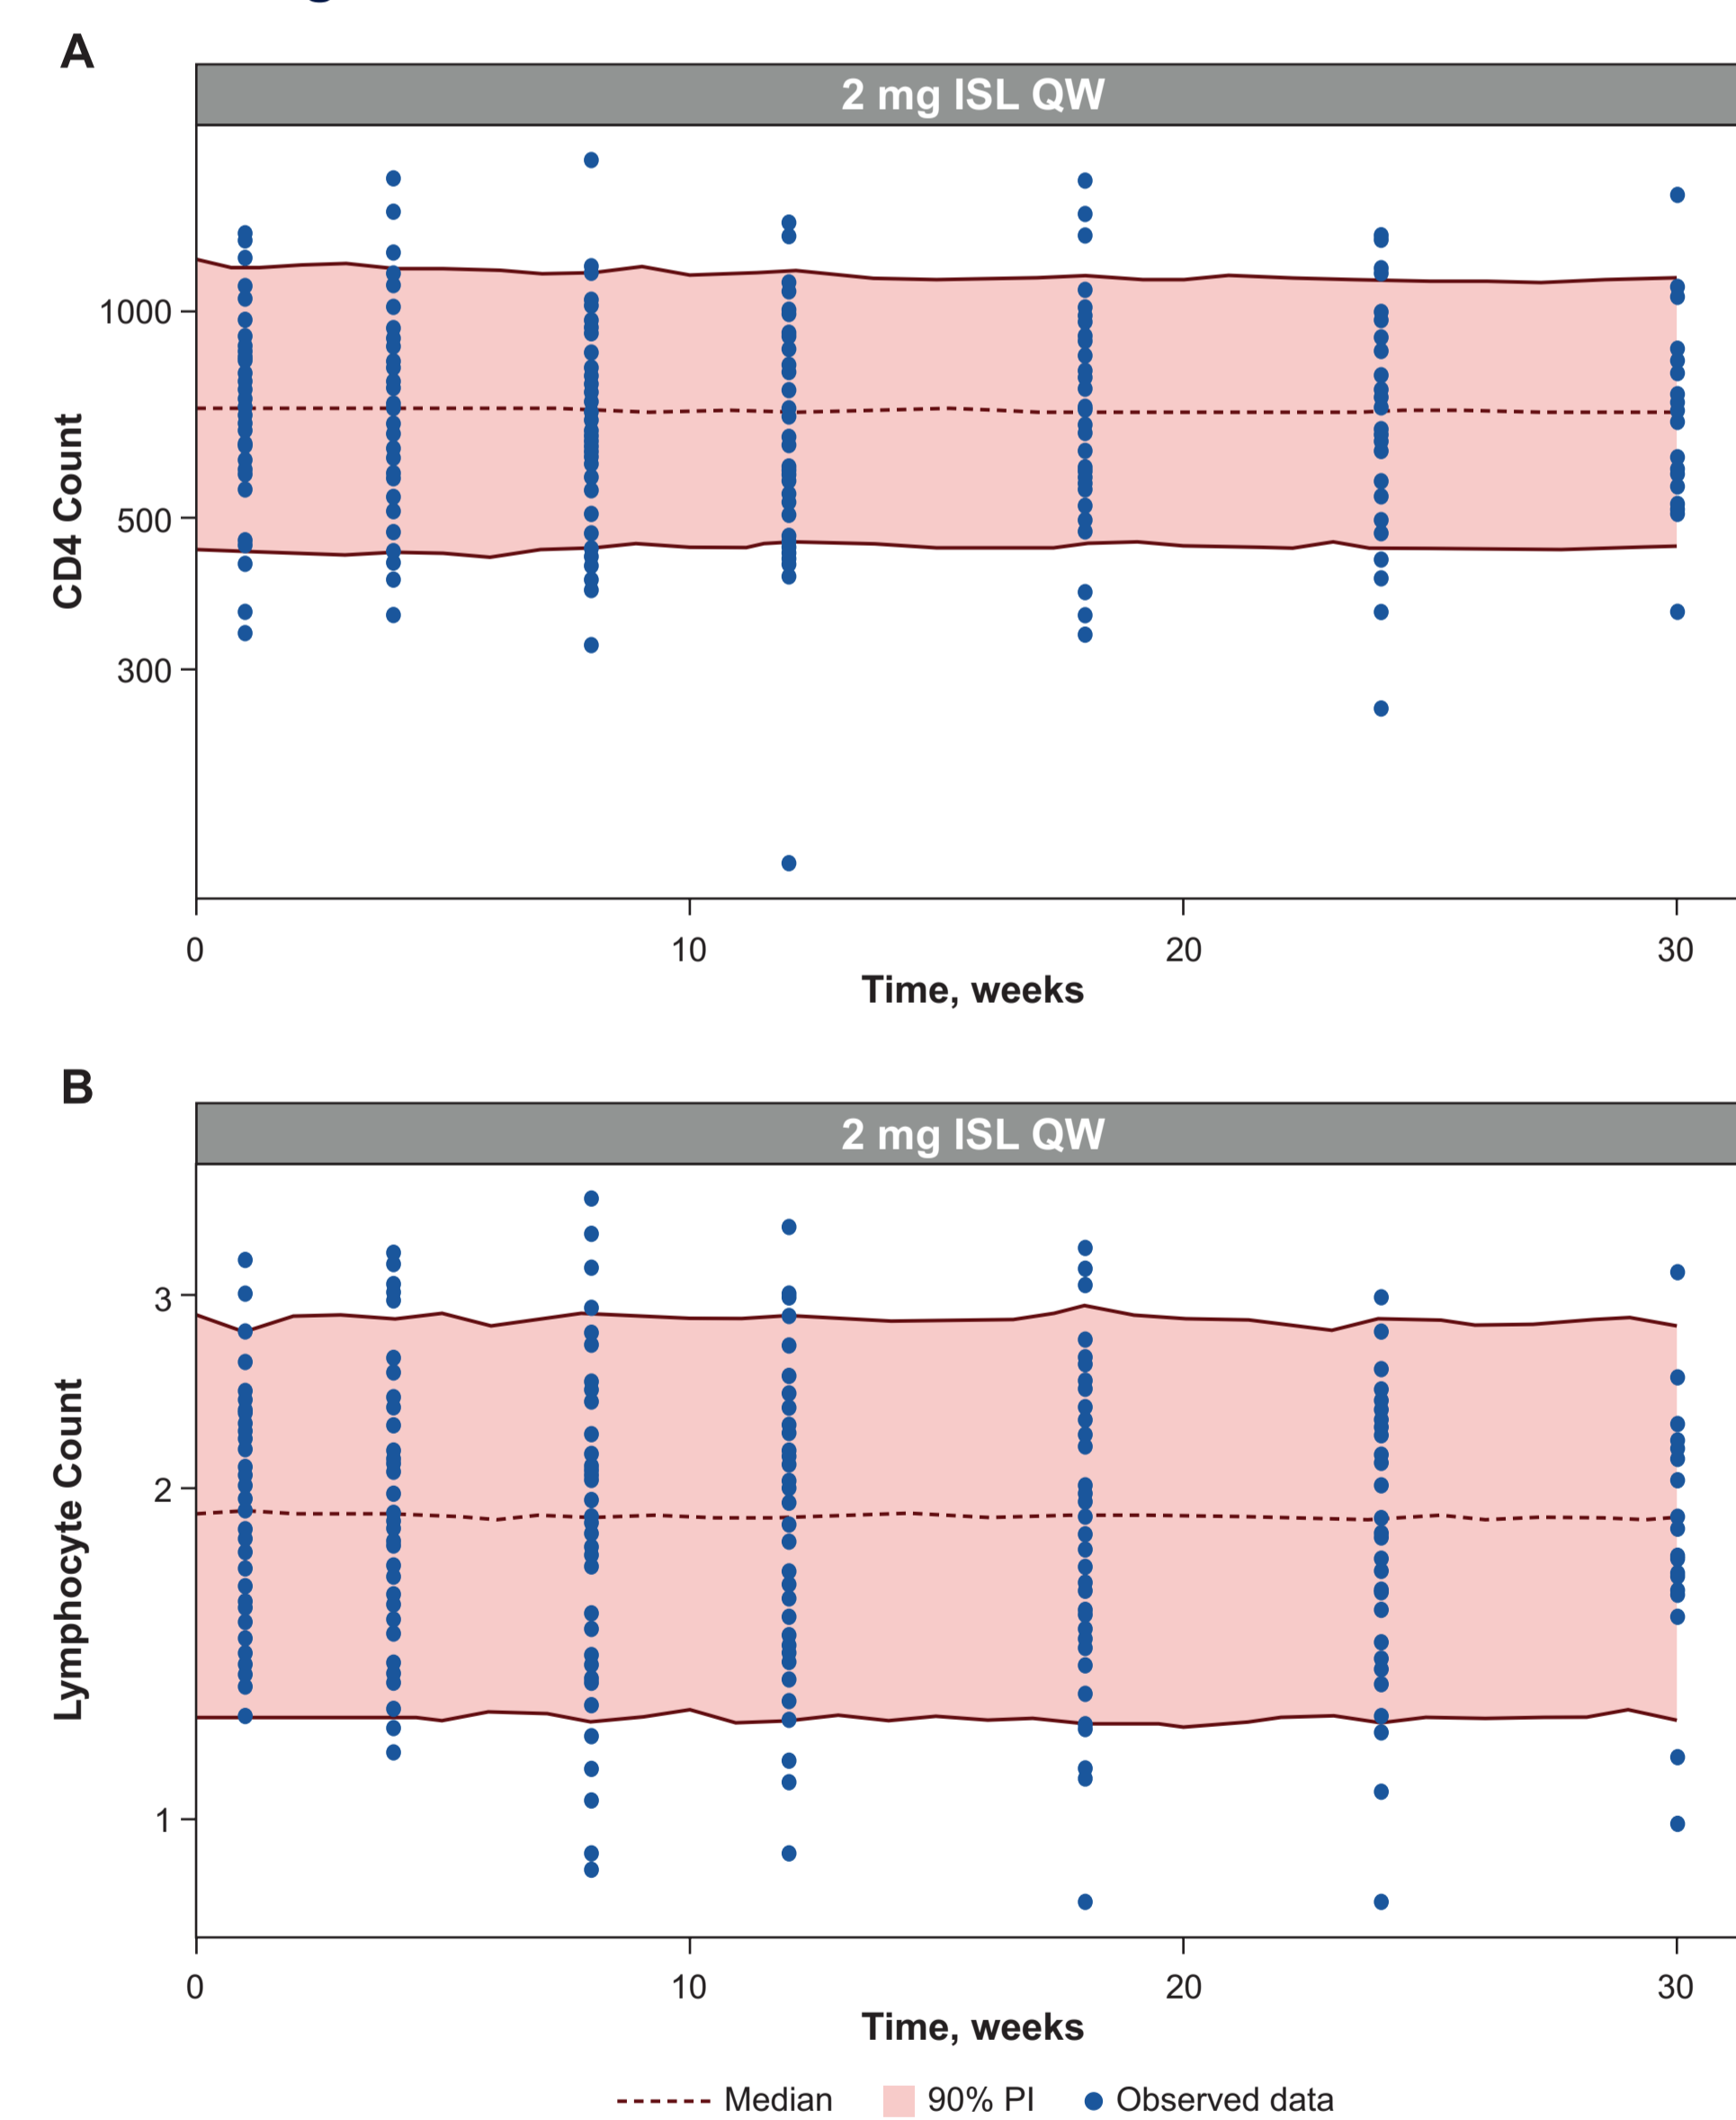 A
2 mg ISL QW
1000
500
300
CD4 Count
0 10 20 30
Time, weeks
B
2 mg ISL QW
3
2
1
Lymphocyte Count
0 10 20 30
Time, weeks
Median 90% PI Observed data